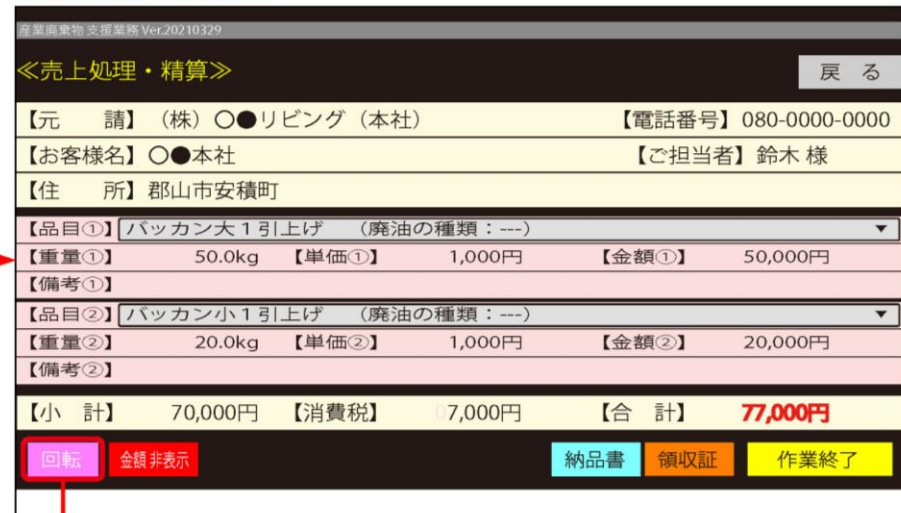 産業廃棄物 支援業務 Ver.20210329
≪売上処理・精算≫ 戻 る
【元 請】 （株）〇●リビング（本社） 【電話番号】 080-0000-0000
【お客様名】 〇●本社 【ご担当者】 鈴木 様
【住 所】 郡山市安積町
【品目①】 バッカン大１引上げ （廃油の種類：---） ▼
【重量①】 50.0kg 【単価①】 1,000円 【金額①】 50,000円
【備考①】
【品目②】 バッカン小１引上げ （廃油の種類：---） ▼
【重量②】 20.0kg 【単価②】 1,000円 【金額②】 20,000円
【備考②】
【小 計】 70,000円 【消費税】 07,000円 【合 計】 77,000円
回転 金額 非表示 納品書 領収証 作業終了